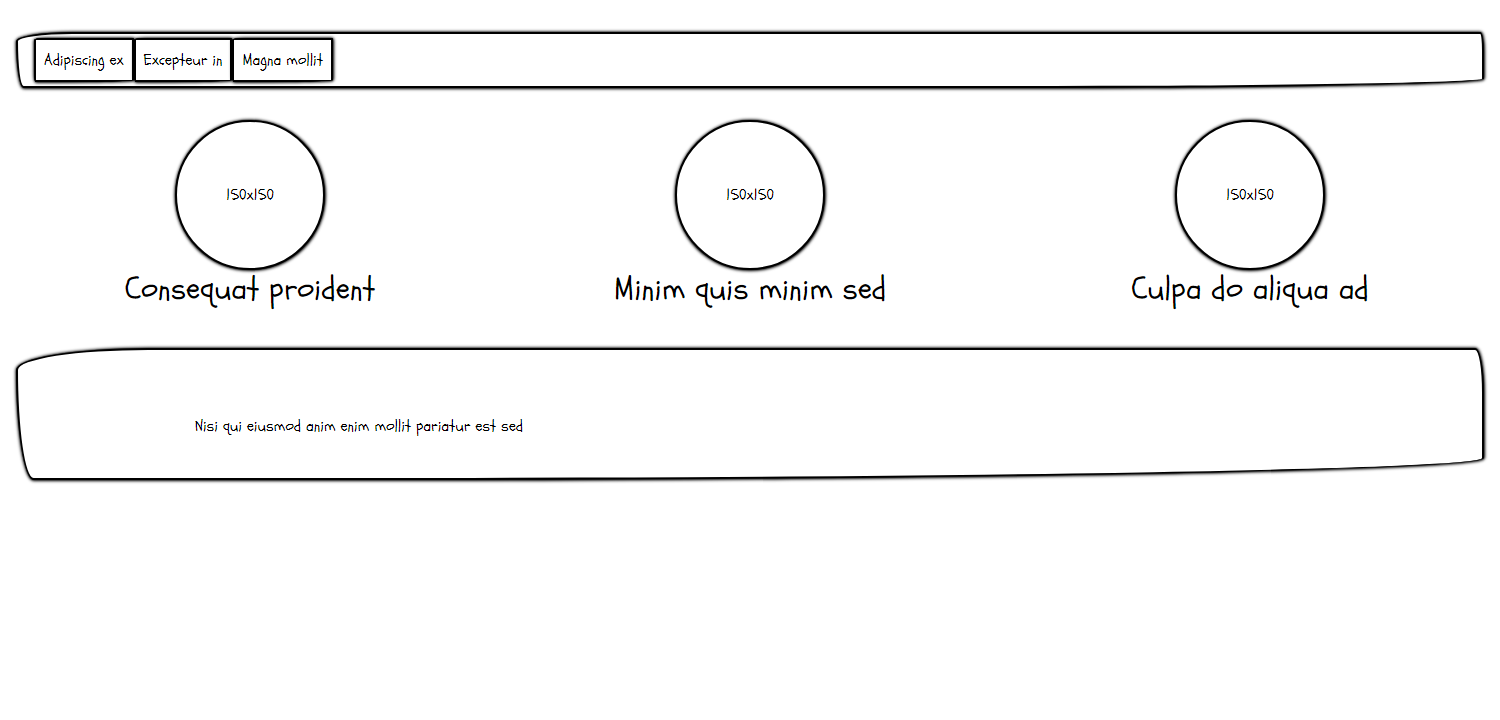 Adipiscing ex Excepteur in Magna mollit
150x150 150x150 150x150
Consequat proident Minim quis minim sed Culpa do aliqua ad
Nisi qui eiusmod anim enim mollit pariatur est sed